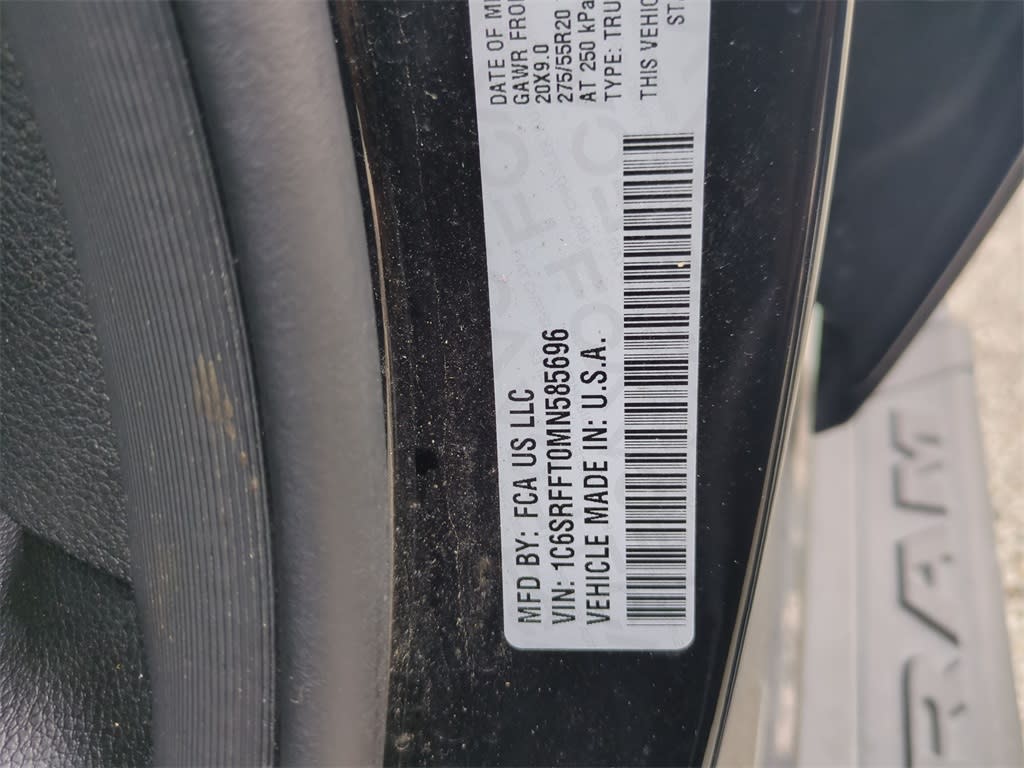 MFD BY: FCA US LLC
VIN: 1C6SRFFT0MN585696
VEHICLE MADE IN: U.S.A.
DATE OF M
GAWR FRO
20X9.0
275/55R20
AT 250 kPa
TYPE: TRU
THIS VEHIC
ST
RAM